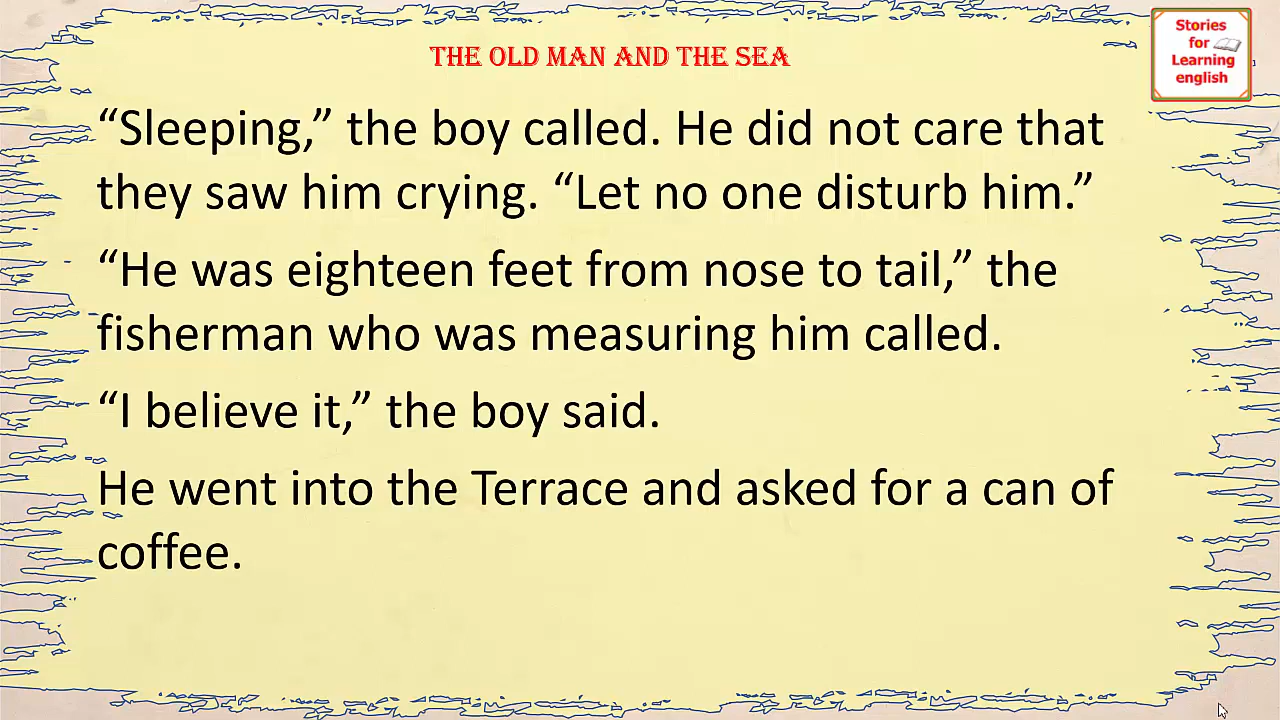 THE OLD MAN AND THE SEA
Stories
for
Learning
english
“Sleeping,” the boy called. He did not care that
they saw him crying. “Let no one disturb him.”
“He was eighteen feet from nose to tail,” the
fisherman who was measuring him called.
“I believe it,” the boy said.
He went into the Terrace and asked for a can of
coffee.